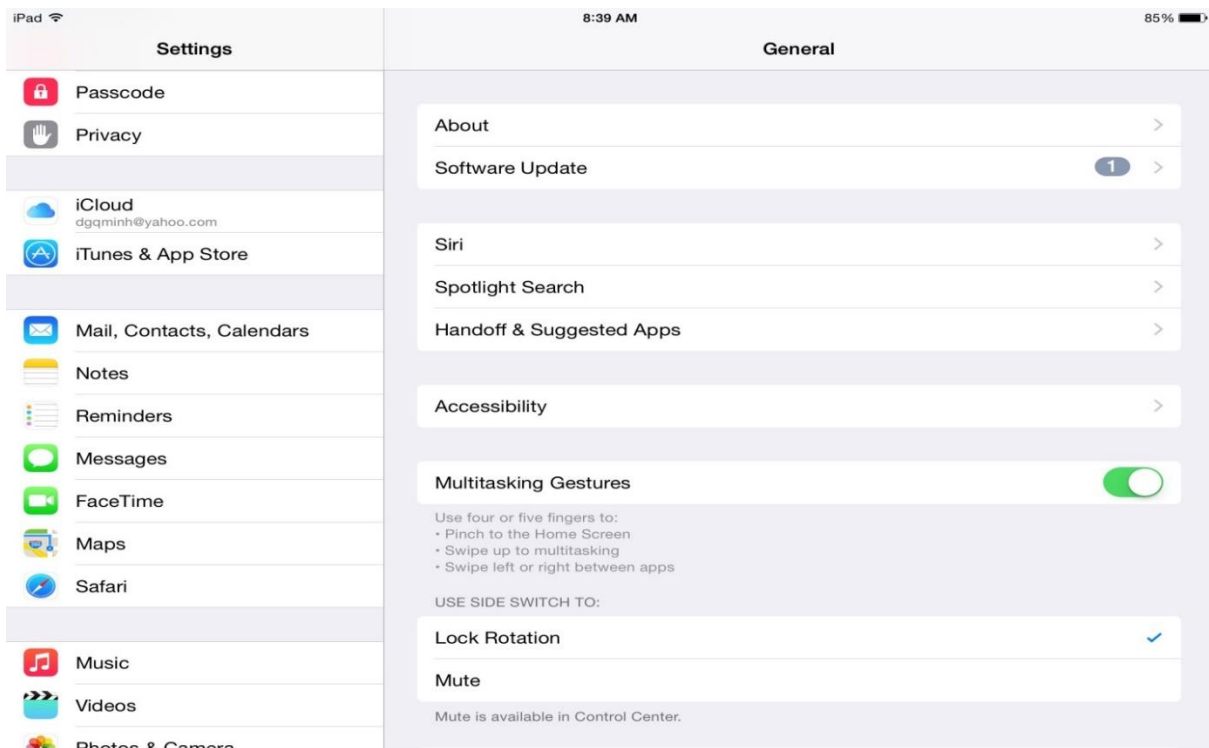 iPad
8:39 AM
85%
Settings
General
Passcode
Privacy
iCloud
dgqminh@yahoo.com
iTunes & App Store
Mail, Contacts, Calendars
Notes
Reminders
Messages
FaceTime
Maps
Safari
Music
Videos
Photos & Camera
About
Software Update 1
Siri
Spotlight Search
Handoff & Suggested Apps
Accessibility
Multitasking Gestures
Use four or five fingers to:
• Pinch to the Home Screen
• Swipe up to multitasking
• Swipe left or right between apps
USE SIDE SWITCH TO:
Lock Rotation
Mute
Mute is available in Control Center.